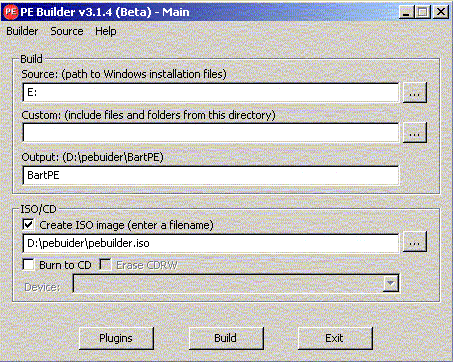 PE PE Builder v3.1.4 (Beta) - Main
Builder Source Help
Build
Source: (path to Windows installation files)
E:
...
Custom: (include files and folders from this directory)
...
Output: (D:\pebuider\BartPE)
BartPE
ISO/CD
Create ISO image (enter a filename)
D:\pebuider\pebuilder.iso
...
Burn to CD Erase CDRW
Device:
Plugins Build Exit